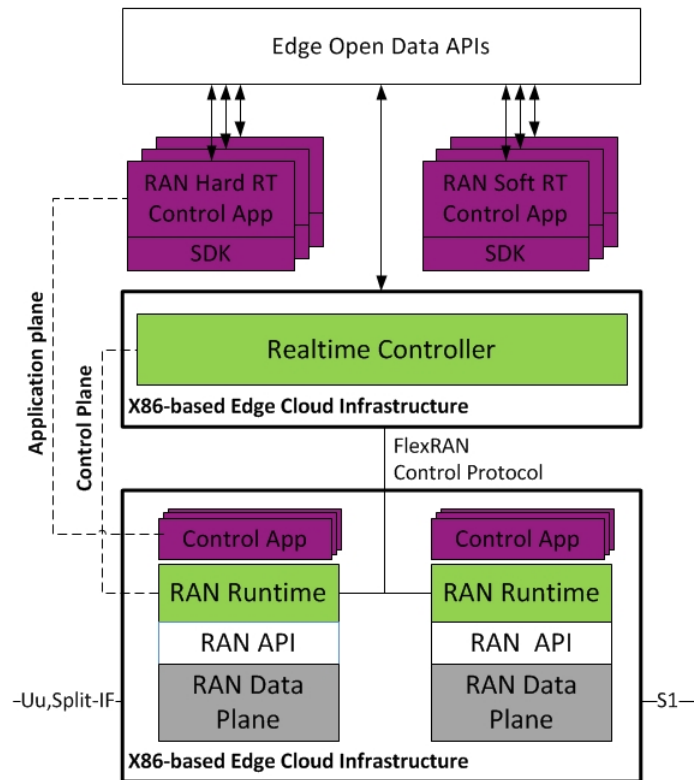 Edge Open Data APIs
RAN Hard RT
Control App
SDK
RAN Soft RT
Control App
SDK
Application plane
Control Plane
Realtime Controller
X86-based Edge Cloud Infrastructure
FlexRAN
Control Protocol
Control App
RAN Runtime
RAN API
RAN Data
Plane
Control App
RAN Runtime
RAN API
RAN Data
Plane
Uu,Split-IF
S1
X86-based Edge Cloud Infrastructure